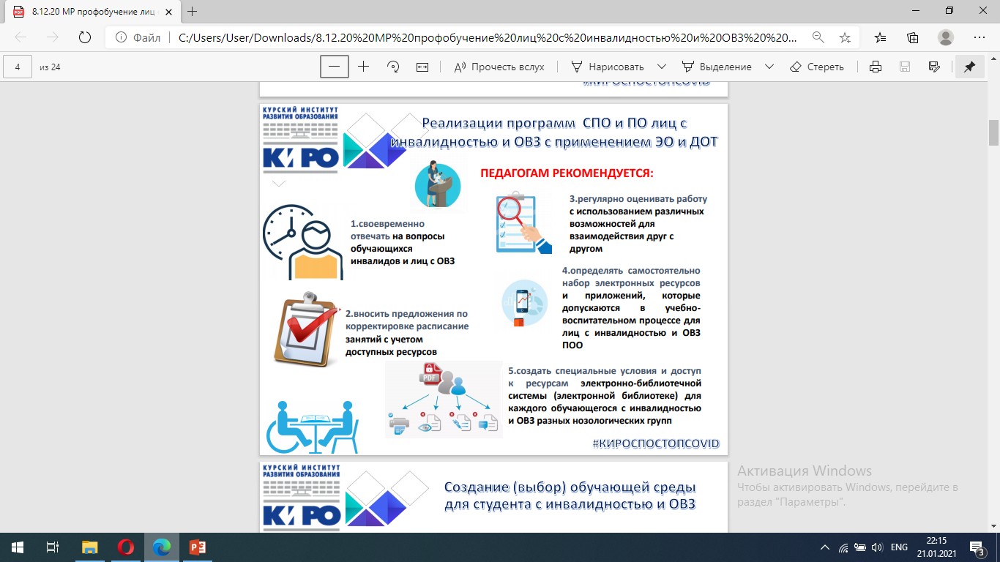 8.12.20 МР профобучение лиц
Файл
C:/Users/User/Downloads/8.12.20%20МР%20профобучение%20лиц%20с%20инвалидностью%20и%20ОВЗ%20%20...
4
из 24
Прочесть вслух
Нарисовать
Выделение
Стереть
#КИРОСПОСТОПCOVID
КУРСКИЙ ИНСТИТУТ
РАЗВИТИЯ ОБРАЗОВАНИЯ
КИРО
Реализации программ СПО и ПО лиц с
инвалидностью и ОВЗ с применением ЭО и ДОТ
ПЕДАГОГАМ РЕКОМЕНДУЕТСЯ:
1.своевременно
отвечать на вопросы
обучающихся
инвалидов и лиц с ОВЗ
2.вносить предложения по
корректировке расписание
занятий с учетом
доступных ресурсов
3.регулярно оценивать работу
с использованием различных
возможностей для
взаимодействия друг с
другом
4.определять самостоятельно
набор электронных ресурсов
и приложений, которые
допускаются в учебно-
воспитательном процессе для
лиц с инвалидностью и ОВЗ
ПОО
PDF
5.создать специальные условия и доступ
к ресурсам электронно-библиотечной
системы (электронной библиотеке) для
каждого обучающегося с инвалидностью
и ОВЗ разных нозологических групп
#КИРОСПОСТОПCOVID
КУРСКИЙ ИНСТИТУТ
РАЗВИТИЯ ОБРАЗОВАНИЯ
КИРО
Создание (выбор) обучающей среды
для студента с инвалидностью и ОВЗ
Активация Windows
Чтобы активировать Windows, перейдите в
раздел "Параметры".
ENG
22:15
21.01.2021
3